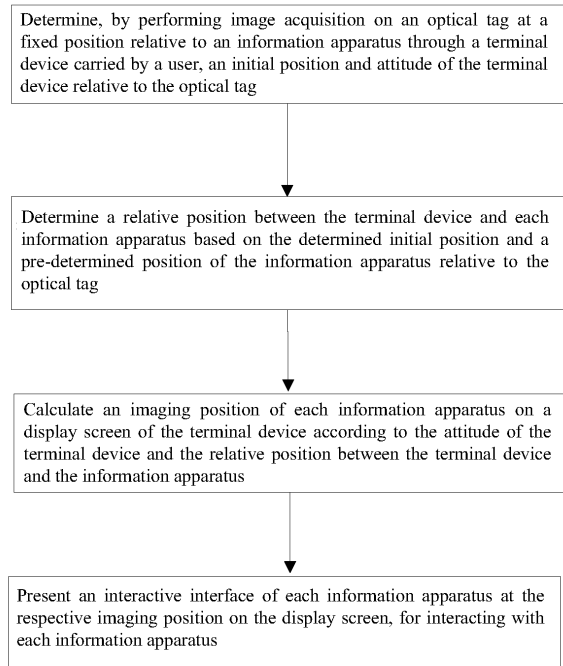 Determine, by performing image acquisition on an optical tag at a
fixed position relative to an information apparatus through a
terminal device carried by a user, an initial position and attitude of the terminal
device relative to the optical tag
Determine a relative position between the terminal device and each
information apparatus based on the determined initial position and a
pre-determined position of the information apparatus relative to the
optical tag
Calculate an imaging position of each information apparatus on a
display screen of the terminal device according to the attitude of the
terminal device and the relative position between the terminal device
and the information apparatus
Present an interactive interface of each information apparatus at the
respective imaging position on the display screen, for interacting with
each information apparatus